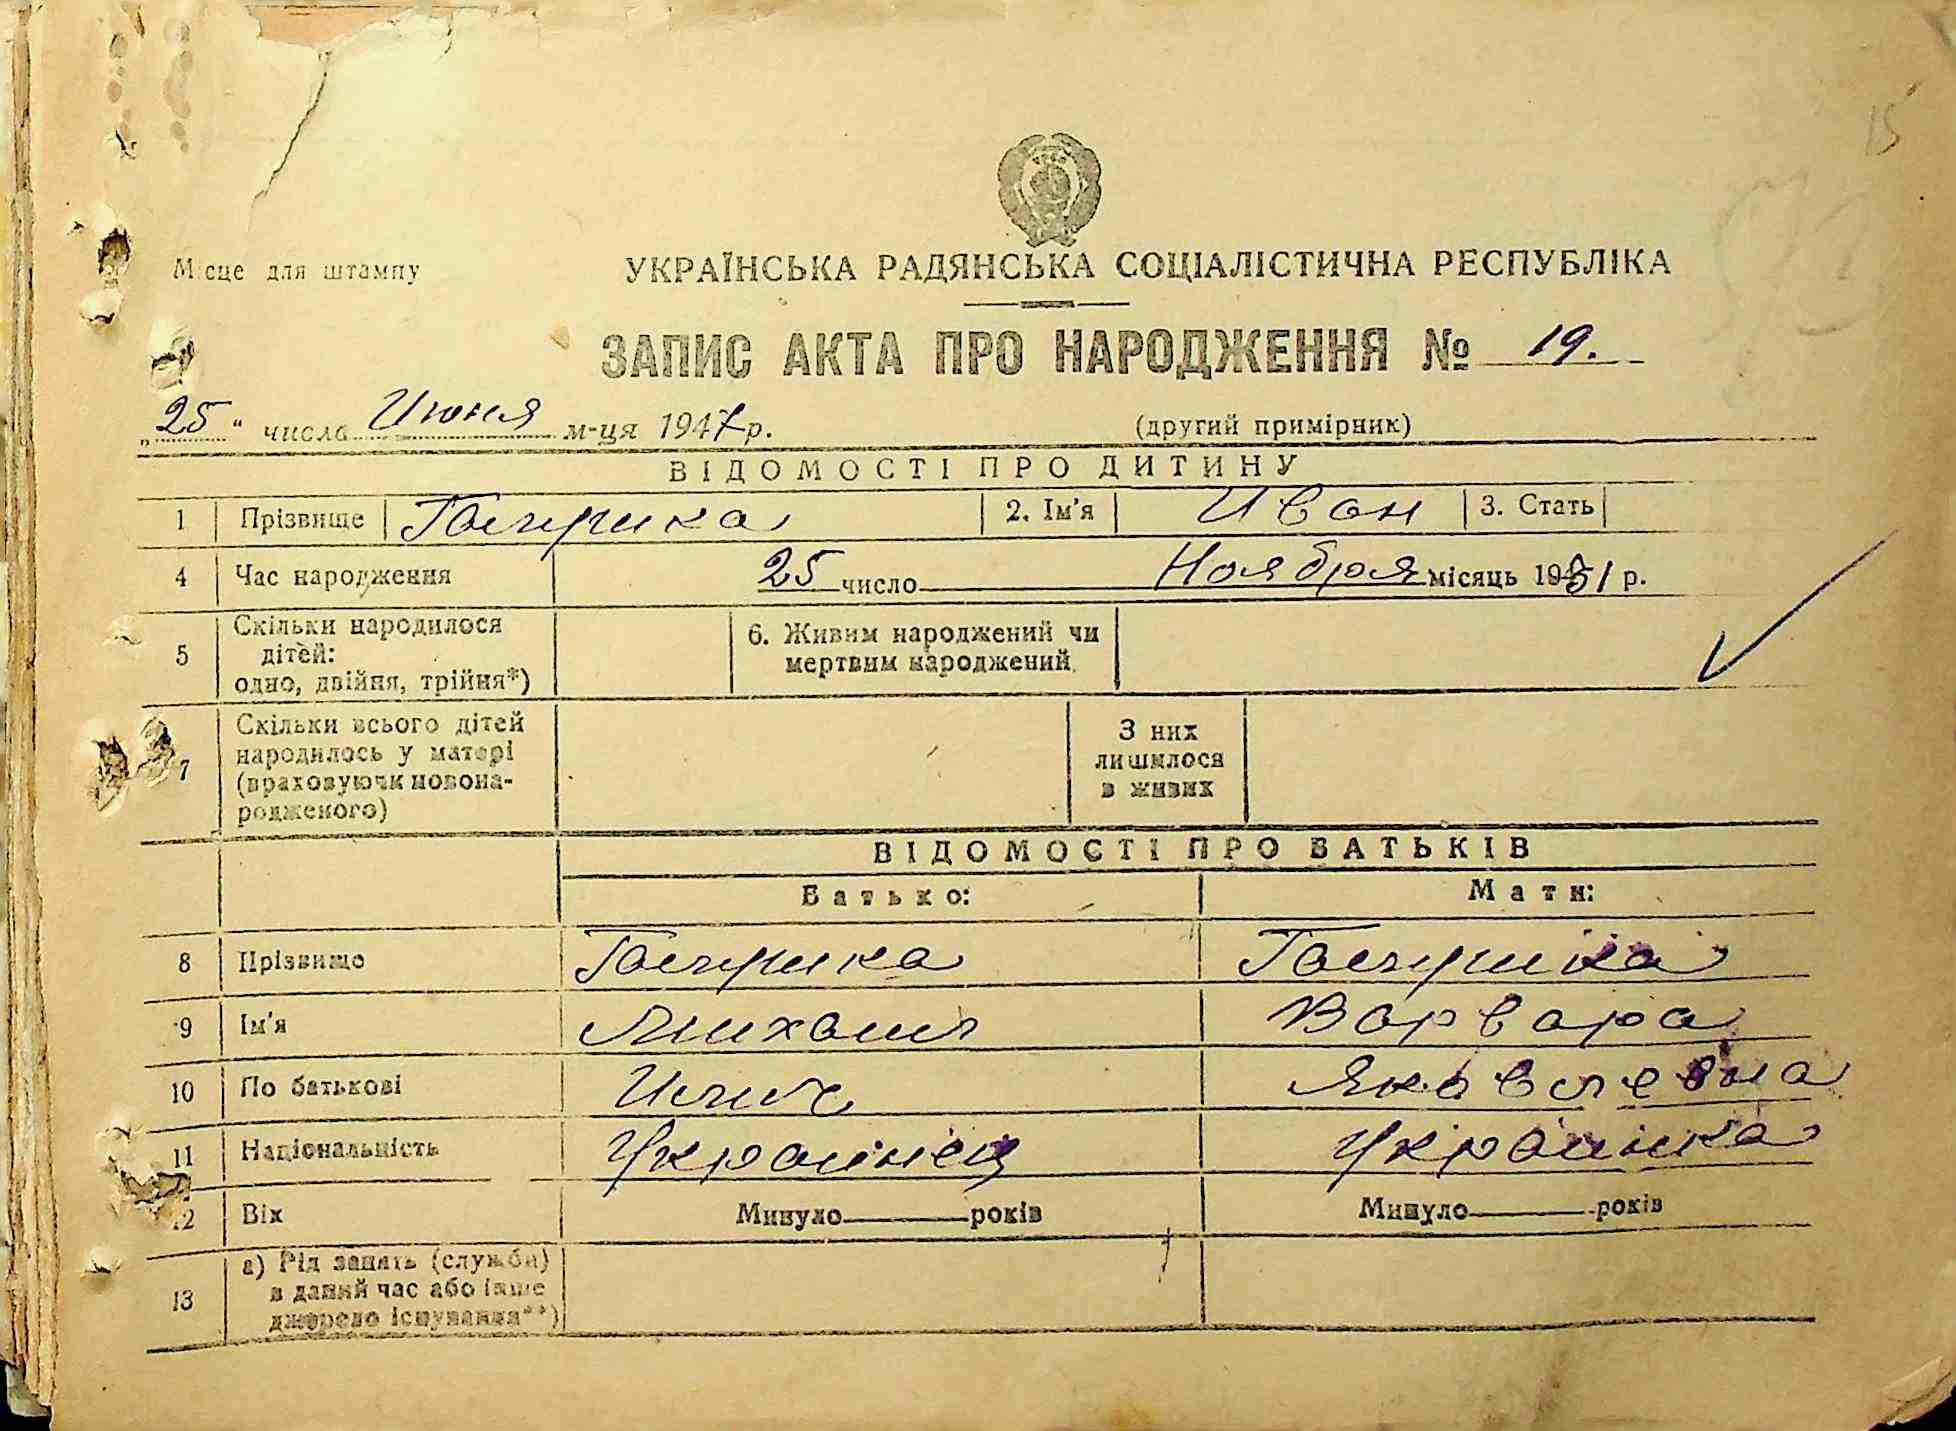 15
Місце для штампу
УКРАЇНСЬКА РАДЯНСЬКА СОЦІАЛІСТИЧНА РЕСПУБЛІКА
ЗАПИС АКТА ПРО НАРОДЖЕННЯ № 19.
„25“ числа Июня м-ця 1947 р.
(другий примірник)
ВІДОМОСТІ ПРО ДИТИНУ
1 Прізвище 2. Ім'я Иван 3. Стать
4 Час народження 25 число Ноября місяць 1931 р.
5 Скільки народилося
дітей:
одно, двійня, трійня*)
6. Живим народжений чи
мертвим народжений.
7 Скільки всього дітей
народилось у матері
(враховуючи новона-
родженого)
З них
лишилося
в живих
ВІДОМОСТІ ПРО БАТЬКІВ
Батько: Мати:
8 Прізвище
9 Ім'я Михаил Варвара
10 По батькові Илич Яковлевна
11 Національність Украинец Украинка
12 Вік Минуло років Минуло років
13 а) Рід занять (служба)
в даний час або інше
джерело існування**)